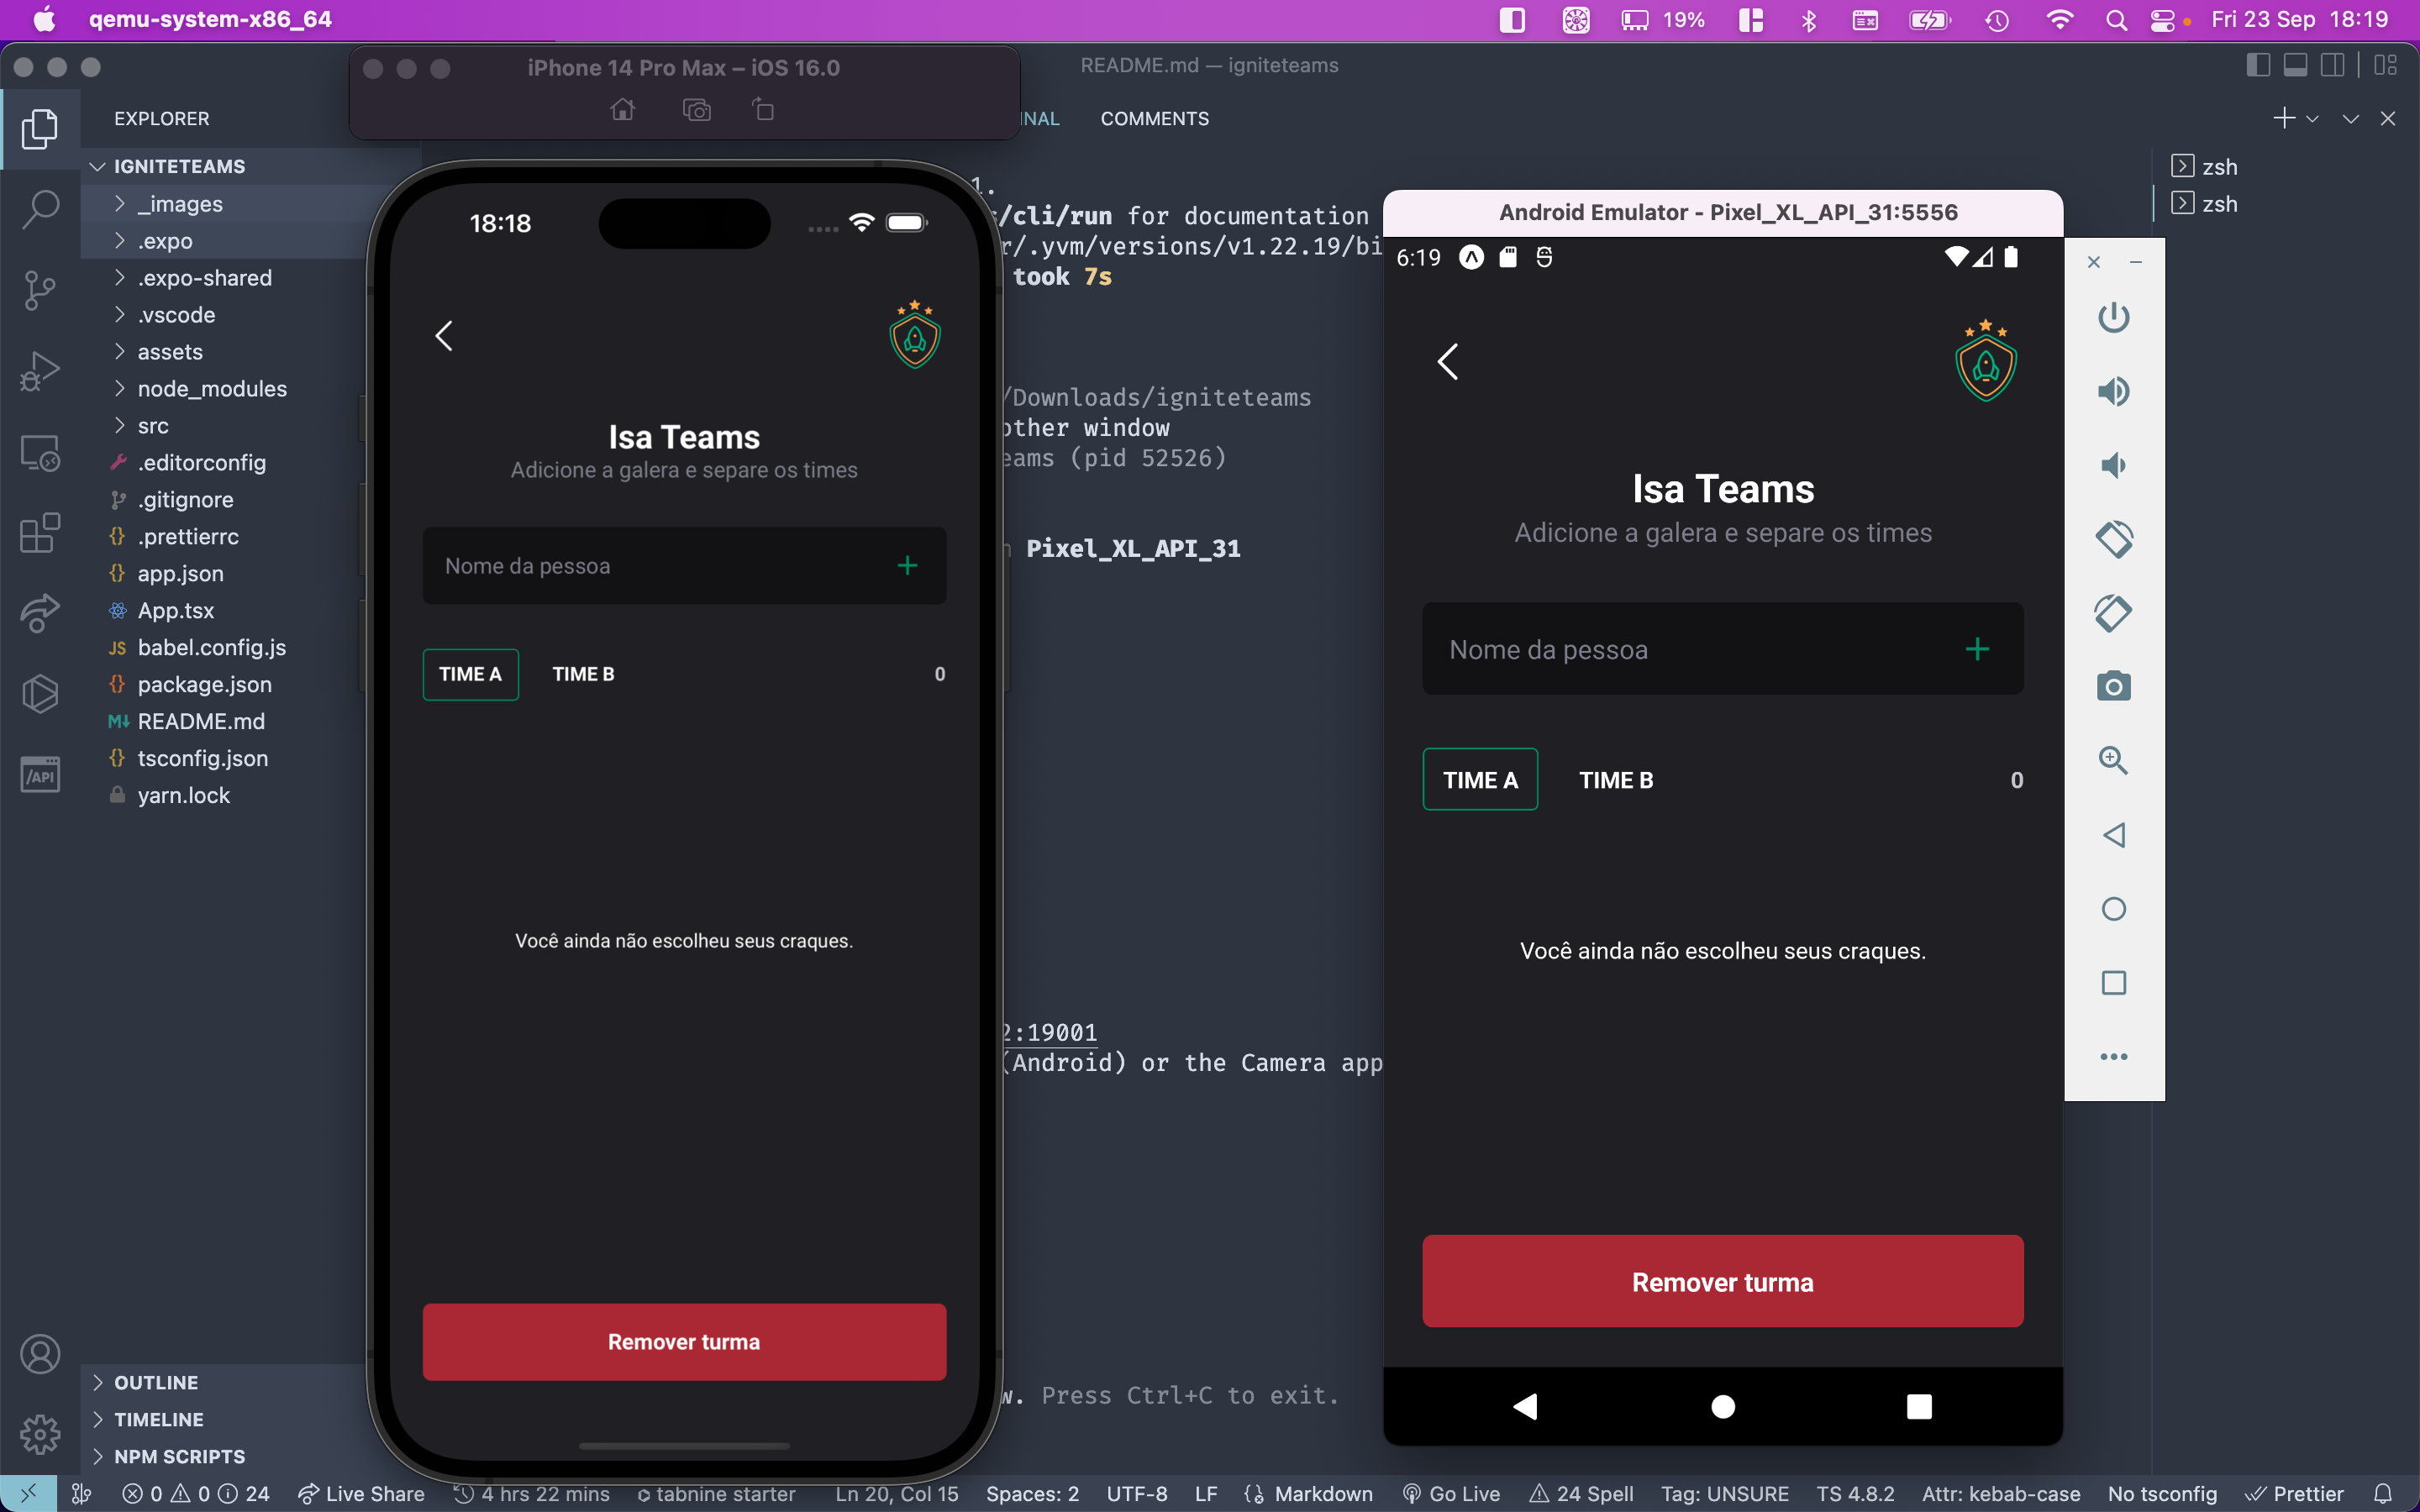 qemu-system-x86_64
19%
Fri 23 Sep 18:19
iPhone 14 Pro Max – iOS 16.0
README.md — igniteteams
EXPLORER
COMMENTS
IGNITETEAMS
_images
.expo
.expo-shared
.vscode
assets
node_modules
src
.editorconfig
.gitignore
.prettierrc
app.json
App.tsx
babel.config.js
package.json
README.md
tsconfig.json
yarn.lock
OUTLINE
TIMELINE
NPM SCRIPTS
18:18
Isa Teams
Adicione a galera e separe os times
Nome da pessoa
TIME A TIME B 0
Você ainda não escolheu seus craques.
Remover turma
1.
/cli/run for documentation
r/.yvm/versions/v1.22.19/bi
took 7s
/Downloads/igniteteams
other window
eams (pid 52526)
Pixel_XL_API_31
2:19001
(Android) or the Camera app
w. Press Ctrl+C to exit.
Android Emulator - Pixel_XL_API_31:5556
6:19
Isa Teams
Adicione a galera e separe os times
Nome da pessoa
TIME A TIME B 0
Você ainda não escolheu seus craques.
Remover turma
zsh
zsh
0 0 24 Live Share 4 hrs 22 mins tabnine starter Ln 20, Col 15 Spaces: 2 UTF-8 LF Markdown Go Live 24 Spell Tag: UNSURE TS 4.8.2 Attr: kebab-case No tsconfig Prettier